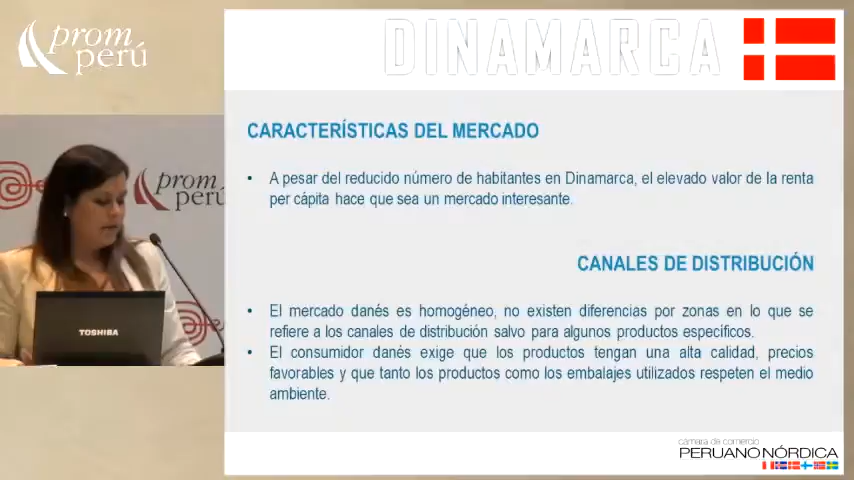 prom
perú
DINAMARCA
CARACTERÍSTICAS DEL MERCADO
• A pesar del reducido número de habitantes en Dinamarca, el elevado valor de la renta
per cápita hace que sea un mercado interesante.
prom
perú
TOSHIBA
CANALES DE DISTRIBUCIÓN
• El mercado danés es homogéneo, no existen diferencias por zonas en lo que se
refiere a los canales de distribución salvo para algunos productos específicos.
• El consumidor danés exige que los productos tengan una alta calidad, precios
favorables y que tanto los productos como los embalajes utilizados respeten el medio
ambiente.
cámara de comercio
PERUANONÓRDICA